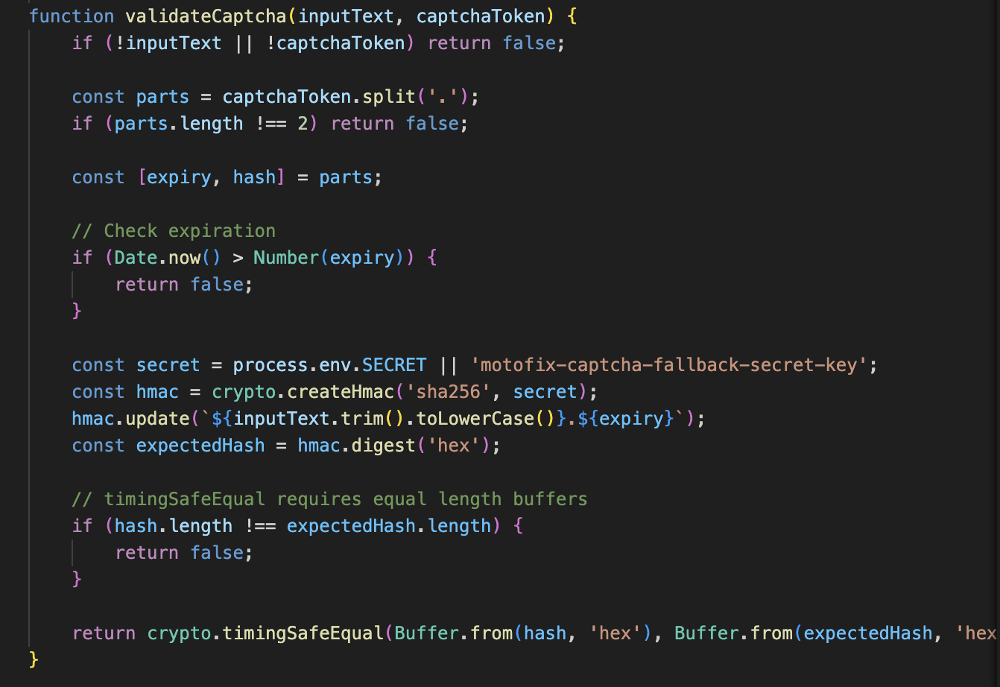 function validateCaptcha(inputText, captchaToken) {
    if (!inputText || !captchaToken) return false;

    const parts = captchaToken.split('.');
    if (parts.length !== 2) return false;

    const [expiry, hash] = parts;

    // Check expiration
    if (Date.now() > Number(expiry)) {
        return false;
    }

    const secret = process.env.SECRET || 'motofix-captcha-fallback-secret-key';
    const hmac = crypto.createHmac('sha256', secret);
    hmac.update(`${inputText.trim().toLowerCase()}.${expiry}`);
    const expectedHash = hmac.digest('hex');

    // timingSafeEqual requires equal length buffers
    if (hash.length !== expectedHash.length) {
        return false;
    }

    return crypto.timingSafeEqual(Buffer.from(hash, 'hex'), Buffer.from(expectedHash, 'hex
}